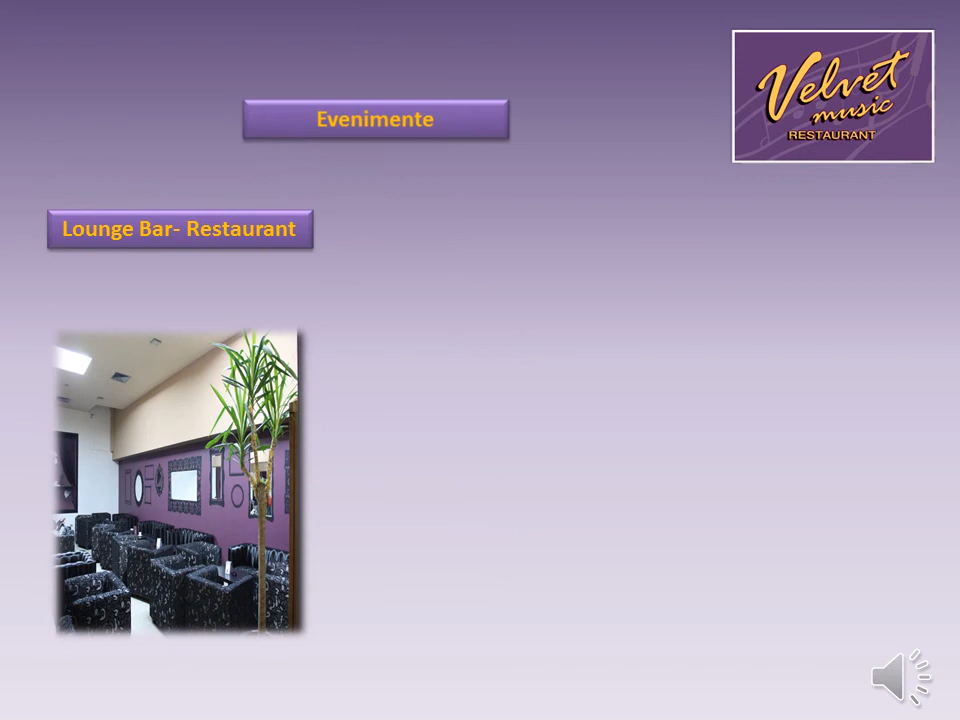 Velvet
music
RESTAURANT
Evenimente
Lounge Bar- Restaurant